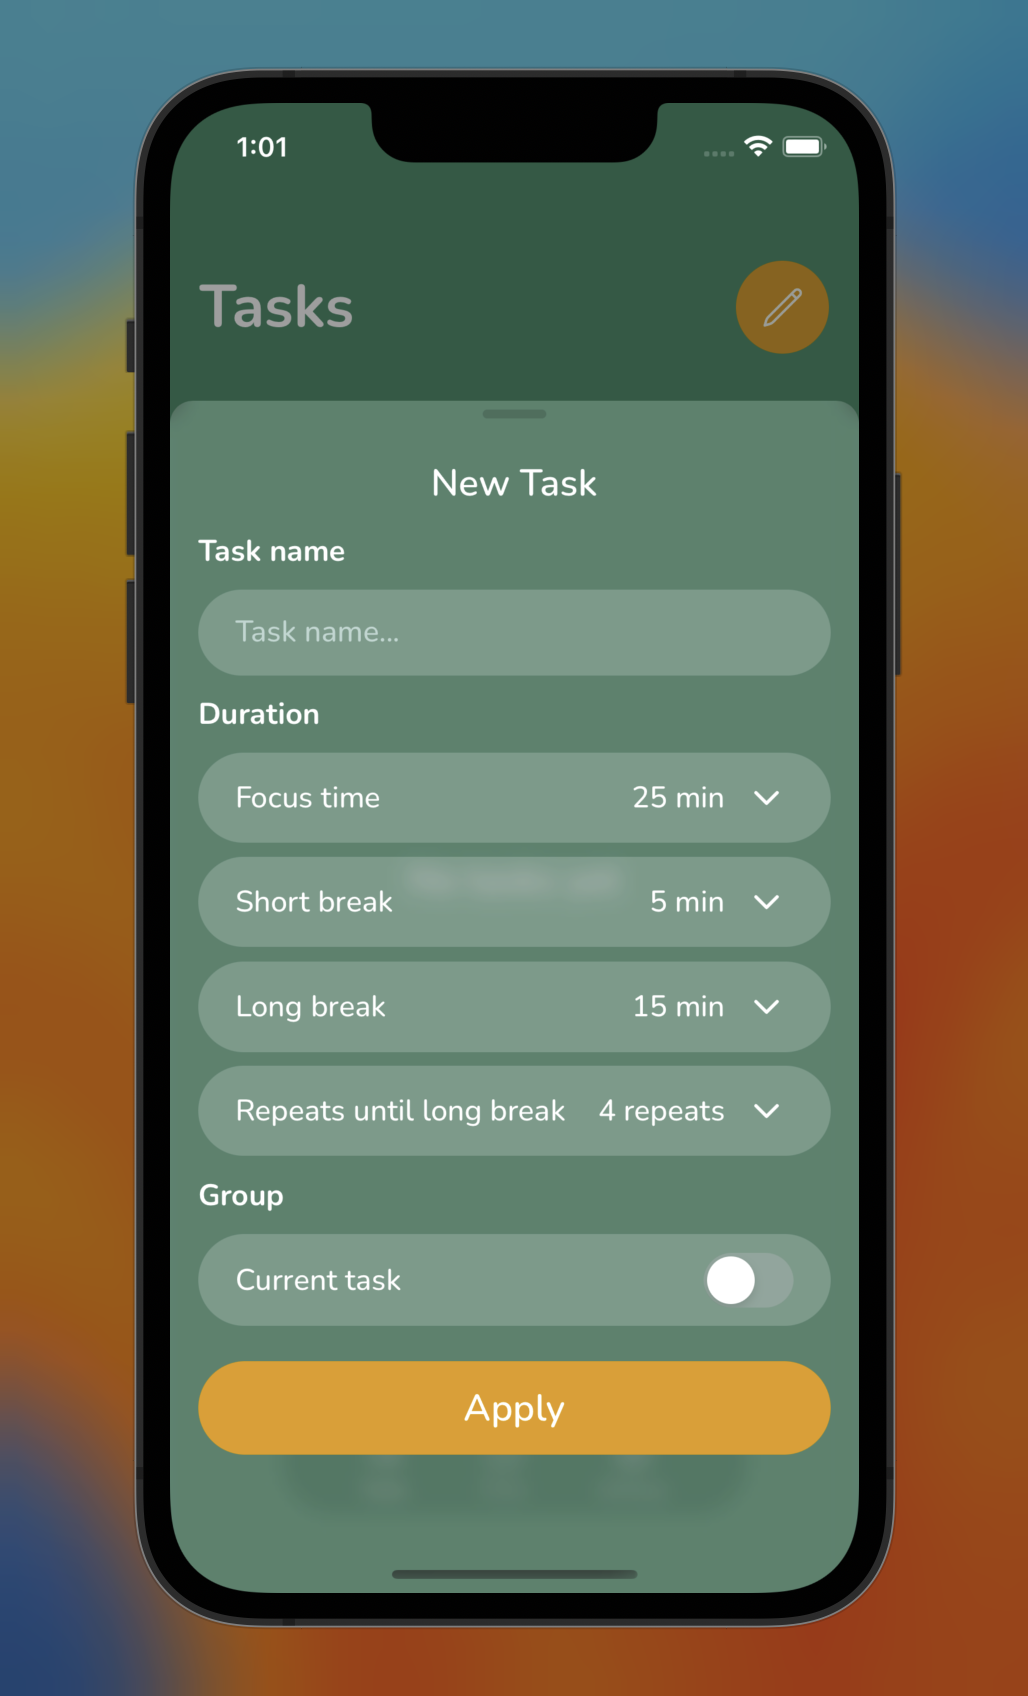 1:01
Tasks
New Task
Task name
Task name...
Duration
Focus time 25 min
Short break 5 min
Long break 15 min
Repeats until long break 4 repeats
Group
Current task
Apply